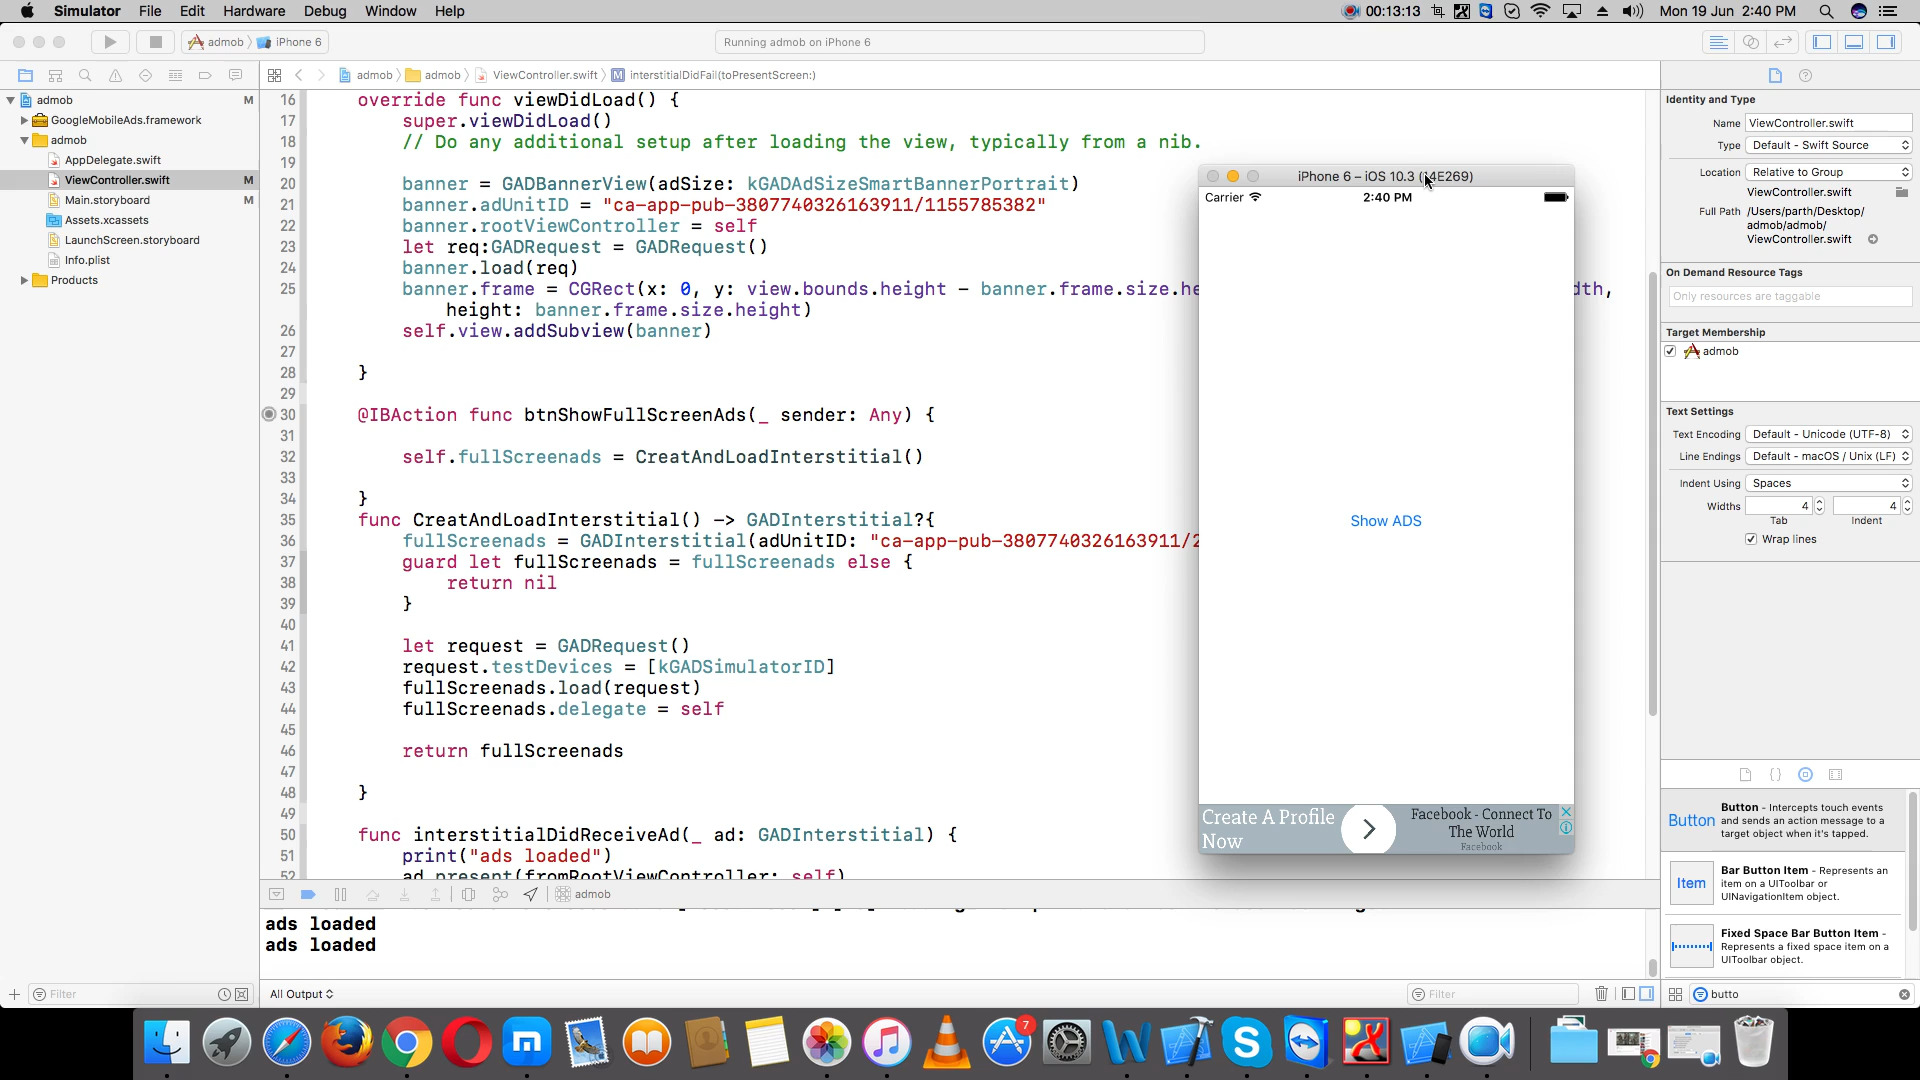 Simulator File Edit Hardware Debug Window Help
00:13:13 Mon 19 Jun 2:40 PM
admob iPhone 6
Running admob on iPhone 6
admob admob ViewController.swift M interstitialDidFail(toPresentScreen:)
admob M
GoogleMobileAds.framework
admob
AppDelegate.swift
ViewController.swift M
Main.storyboard M
Assets.xcassets
LaunchScreen.storyboard
Info.plist
Products
Filter
16 override func viewDidLoad() {
17 super.viewDidLoad()
18 // Do any additional setup after loading the view, typically from a nib.
19
20 banner = GADBannerView(adSize: kGADAdSizeSmartBannerPortrait)
21 banner.adUnitID = "ca-app-pub-3807740326163911/1155785382"
22 banner.rootViewController = self
23 let req:GADRequest = GADRequest()
24 banner.load(req)
25 banner.frame = CGRect(x: 0, y: view.bounds.height - banner.frame.size.he dth,
height: banner.frame.size.height)
26 self.view.addSubview(banner)
27
28 }
29
30 @IBAction func btnShowFullScreenAds(_ sender: Any) {
31
32 self.fullScreenads = CreatAndLoadInterstitial()
33
34 }
35 func CreatAndLoadInterstitial() -> GADInterstitial?{
36 fullScreenads = GADInterstitial(adUnitID: "ca-app-pub-3807740326163911/2
37 guard let fullScreenads = fullScreenads else {
38 return nil
39 }
40
41 let request = GADRequest()
42 request.testDevices = [kGADSimulatorID]
43 fullScreenads.load(request)
44 fullScreenads.delegate = self
45
46 return fullScreenads
47
48 }
49
50 func interstitialDidReceiveAd(_ ad: GADInterstitial) {
51 print("ads loaded")
52 ad.present(fromRootViewController: self)
iPhone 6 – iOS 10.3 (14E269)
Carrier 2:40 PM
Show ADS
Create A Profile
Now
Facebook - Connect To
The World
Facebook
admob
ads loaded
ads loaded
All Output
Filter
Identity and Type
Name ViewController.swift
Type Default - Swift Source
Location Relative to Group
ViewController.swift
Full Path /Users/parth/Desktop/
admob/admob/
ViewController.swift
On Demand Resource Tags
Only resources are taggable
Target Membership
admob
Text Settings
Text Encoding Default - Unicode (UTF-8)
Line Endings Default - macOS / Unix (LF)
Indent Using Spaces
Widths 4 4
Tab Indent
Wrap lines
Button
Button - Intercepts touch events
and sends an action message to a
target object when it's tapped.
Item
Bar Button Item - Represents an
item on a UIToolbar or
UINavigationItem object.
Fixed Space Bar Button Item -
Represents a fixed space item on a
UIToolbar object.
butto
7